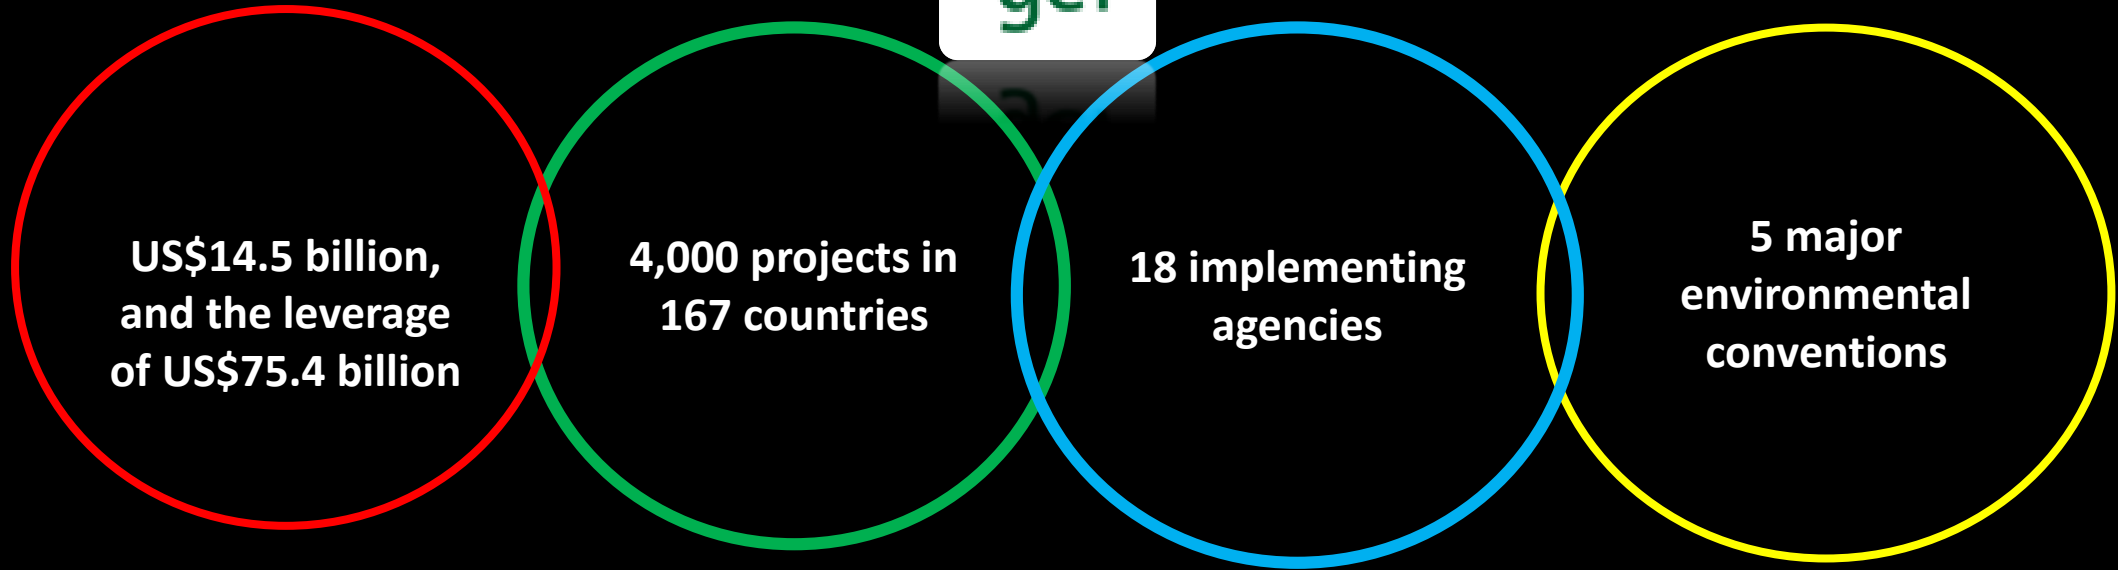 gef
US$14.5 billion,
and the leverage
of US$75.4 billion
4,000 projects in
167 countries
18 implementing
agencies
5 major
environmental
conventions